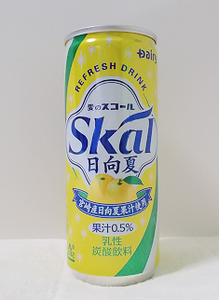 Dairy
REFRESH DRINK
愛のスコール
Skal
日向夏
宮崎産日向夏果汁使用
果汁0.5%
乳性
炭酸飲料